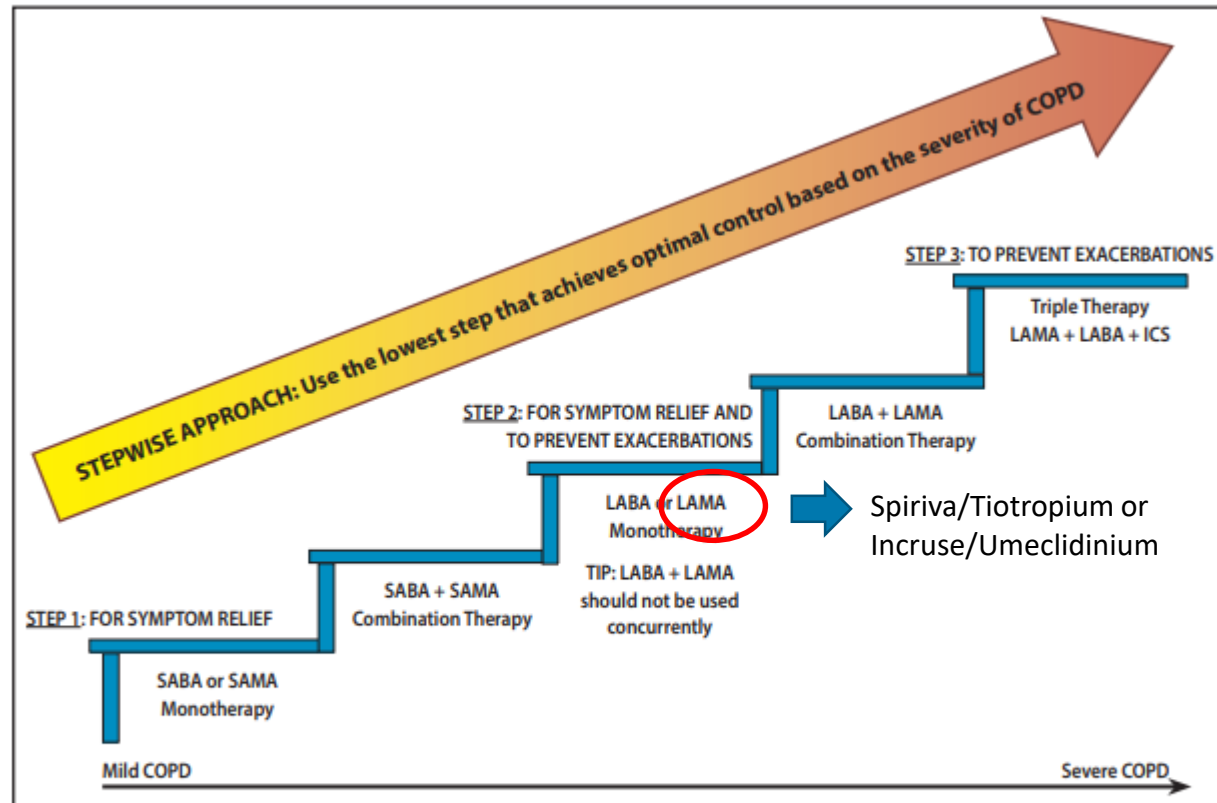 STEPWISE APPROACH: Use the lowest step that achieves optimal control based on the severity of COPD
STEP 3: TO PREVENT EXACERBATIONS
Triple Therapy
LAMA + LABA + ICS
STEP 2: FOR SYMPTOM RELIEF AND
TO PREVENT EXACERBATIONS
LABA + LAMA
Combination Therapy
LABA or LAMA
Monotherapy
TIP: LABA + LAMA
should not be used
concurrently
Spiriva/Tiotropium or
Incruse/Umeclidinium
STEP 1: FOR SYMPTOM RELIEF
SABA + SAMA
Combination Therapy
SABA or SAMA
Monotherapy
Mild COPD
Severe COPD